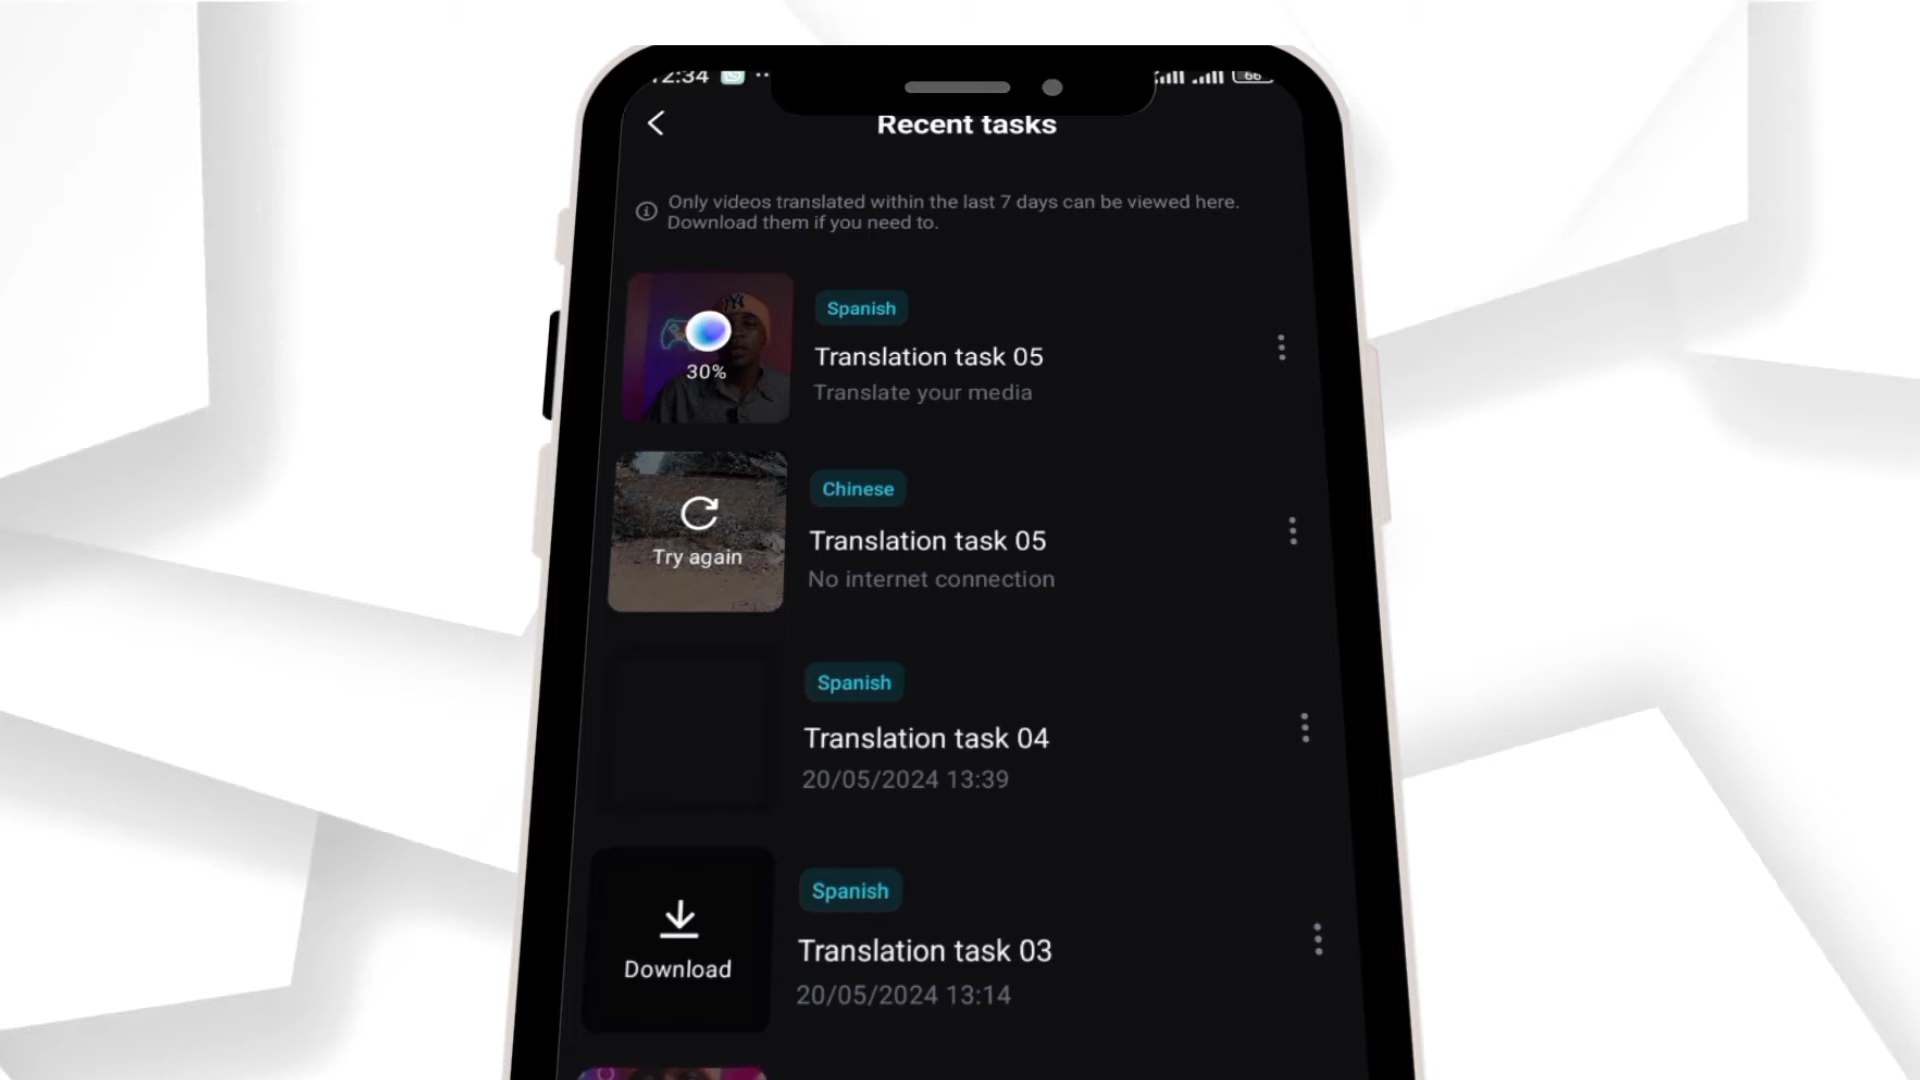 12:34
66
Recent tasks
Only videos translated within the last 7 days can be viewed here.
Download them if you need to.
Spanish
30%
Translation task 05
Translate your media
Chinese
Try again
Translation task 05
No internet connection
Spanish
Translation task 04
20/05/2024 13:39
Spanish
Download
Translation task 03
20/05/2024 13:14